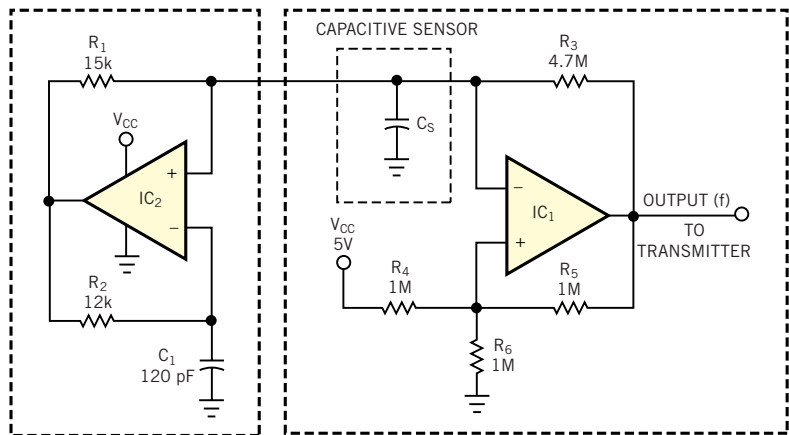 CAPACITIVE SENSOR
R1
15k
R3
4.7M
VCC
CS
+
IC2
−
−
IC1
+
OUTPUT (f)
TO
TRANSMITTER
VCC
5V
R2
12k
R4
1M
R5
1M
C1
120 pF
R6
1M